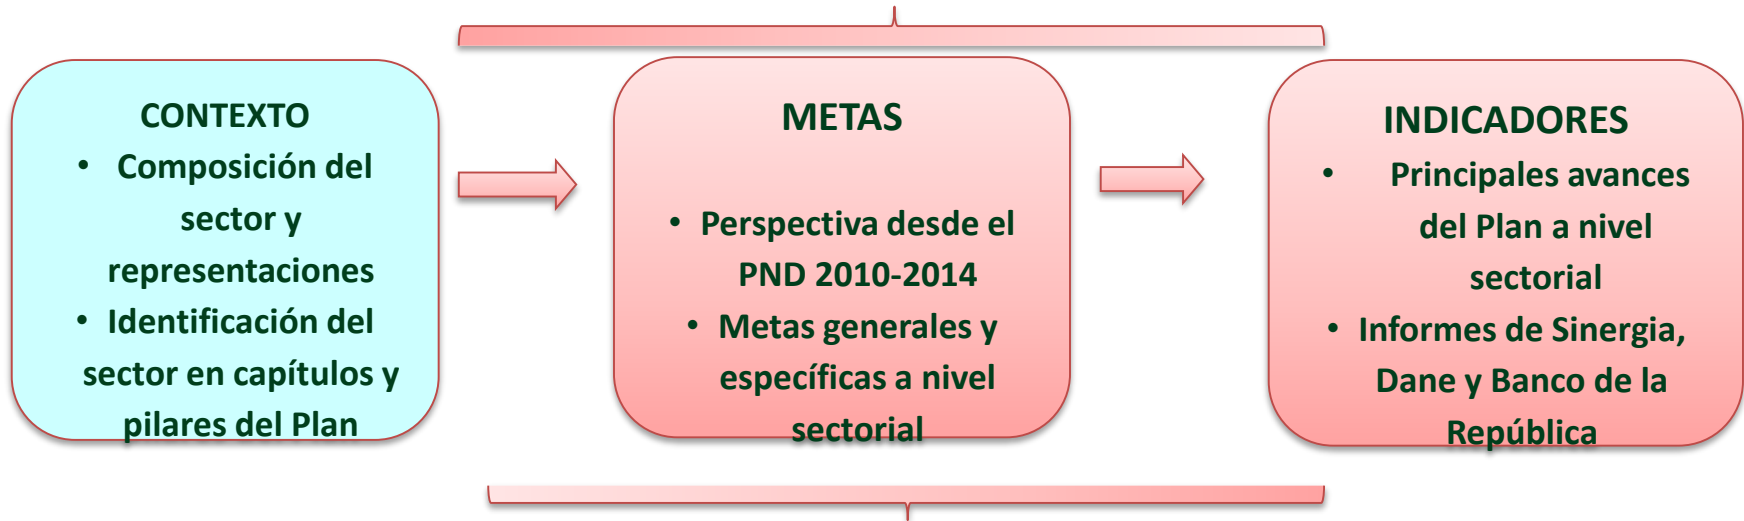 CONTEXTO
• Composición del
sector y
representaciones
• Identificación del
sector en capítulos y
pilares del Plan
METAS
• Perspectiva desde el
PND 2010-2014
• Metas generales y
específicas a nivel
sectorial
INDICADORES
• Principales avances
del Plan a nivel
sectorial
• Informes de Sinergia,
Dane y Banco de la
República